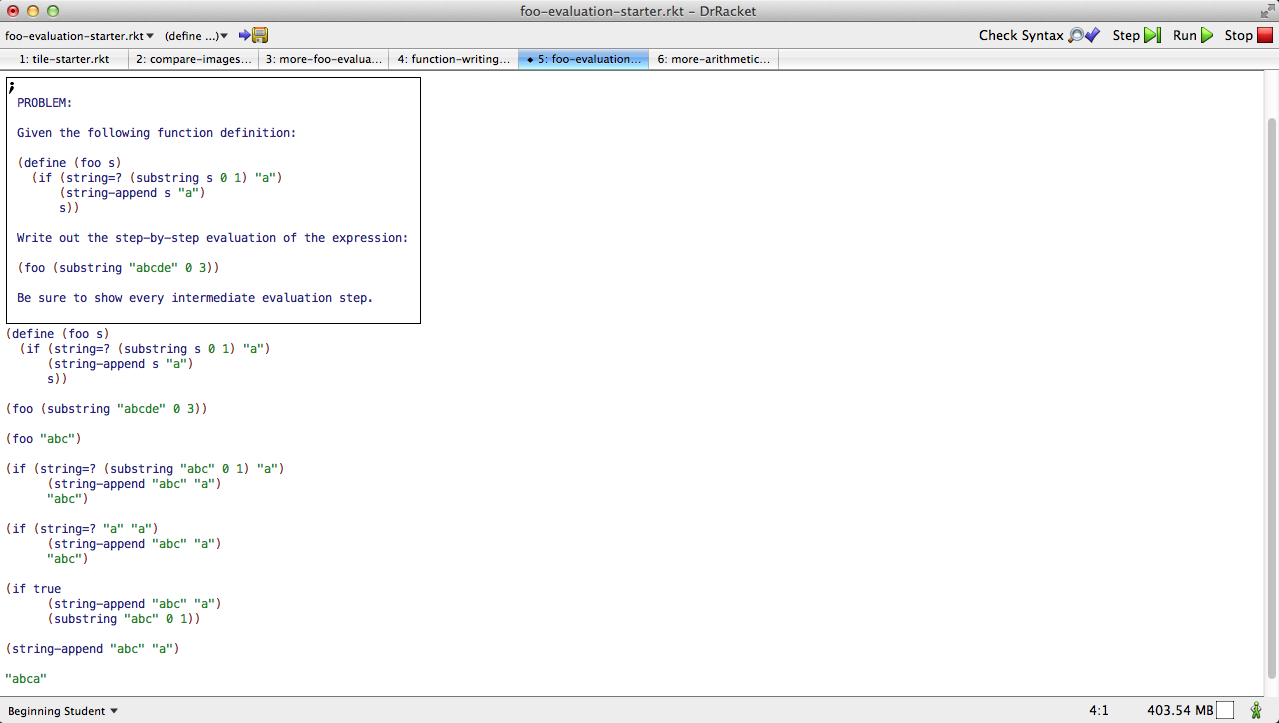 foo-evaluation-starter.rkt – DrRacket
foo-evaluation-starter.rkt▼ (define ...)▼ Check Syntax Step Run Stop
1: tile-starter.rkt 2: compare-images... 3: more-foo-evalua... 4: function-writing... ◆ 5: foo-evaluation... 6: more-arithmetic...
;
PROBLEM:
Given the following function definition:
(define (foo s)
  (if (string=? (substring s 0 1) "a")
      (string-append s "a")
      s))
Write out the step-by-step evaluation of the expression:
(foo (substring "abcde" 0 3))
Be sure to show every intermediate evaluation step.
(define (foo s)
  (if (string=? (substring s 0 1) "a")
      (string-append s "a")
      s))
(foo (substring "abcde" 0 3))
(foo "abc")
(if (string=? (substring "abc" 0 1) "a")
      (string-append "abc" "a")
      "abc")
(if (string=? "a" "a")
      (string-append "abc" "a")
      "abc")
(if true
      (string-append "abc" "a")
      (substring "abc" 0 1))
(string-append "abc" "a")
"abca"
Beginning Student ▼ 4:1 403.54 MB